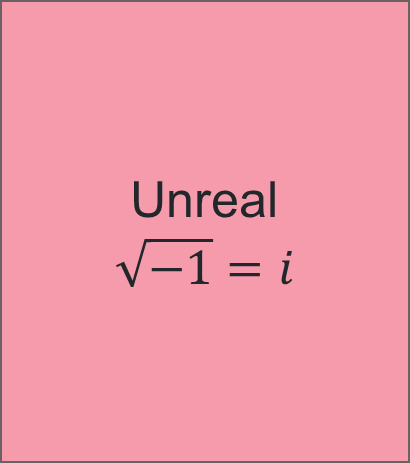 Unreal
√−1 = i